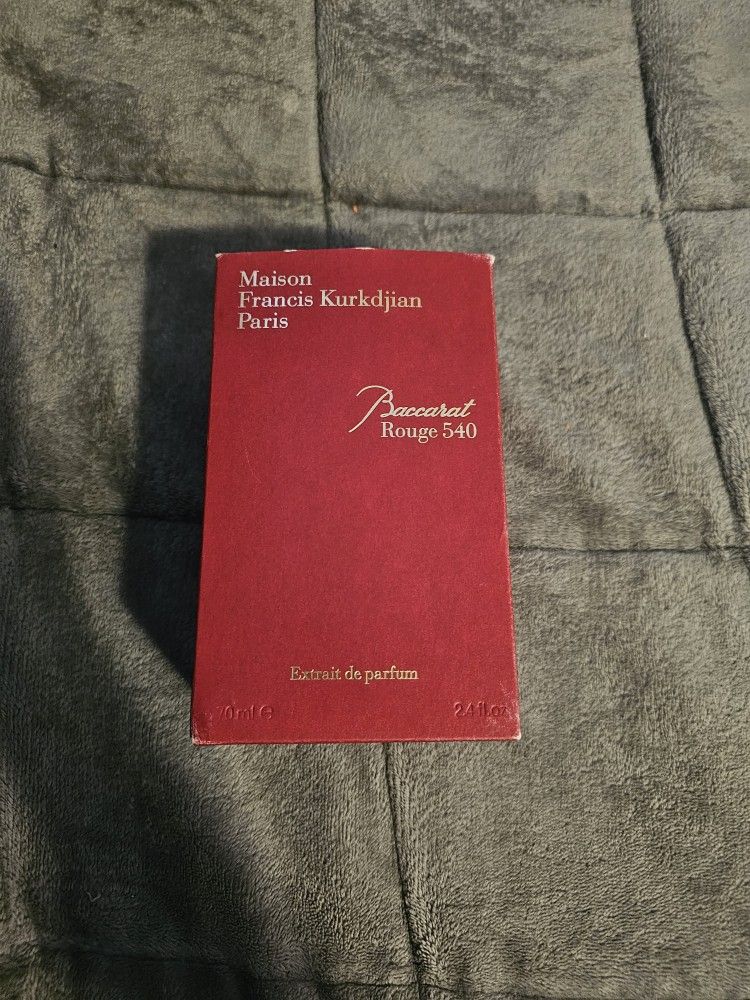 Maison
Francis Kurkdjian
Paris
Baccarat
Rouge 540
Extrait de parfum
70 ml ℮ 2.4 fl.oz